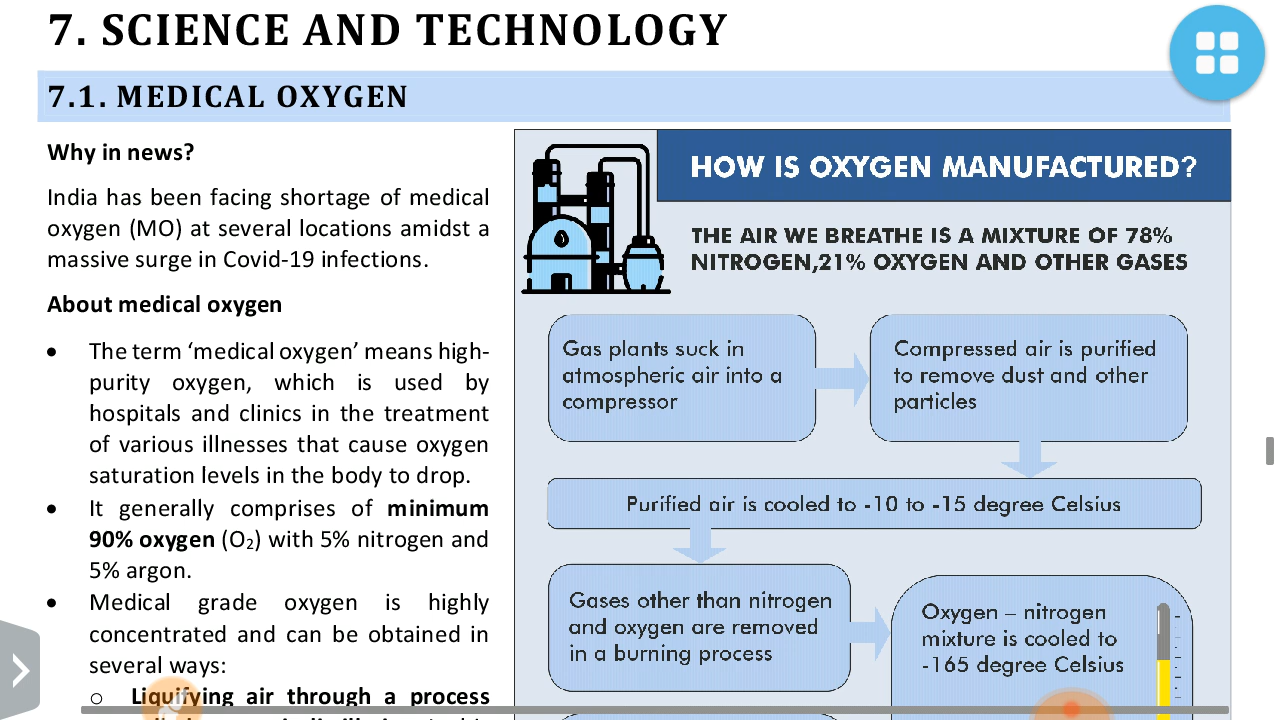 7. SCIENCE AND TECHNOLOGY
7.1. MEDICAL OXYGEN
Why in news?
India has been facing shortage of medical
oxygen (MO) at several locations amidst a
massive surge in Covid-19 infections.
About medical oxygen
• The term ‘medical oxygen’ means high-
purity oxygen, which is used by
hospitals and clinics in the treatment
of various illnesses that cause oxygen
saturation levels in the body to drop.
• It generally comprises of minimum
90% oxygen (O₂) with 5% nitrogen and
5% argon.
• Medical grade oxygen is highly
concentrated and can be obtained in
several ways:
o Liquifying air through a process
HOW IS OXYGEN MANUFACTURED?
THE AIR WE BREATHE IS A MIXTURE OF 78%
NITROGEN,21% OXYGEN AND OTHER GASES
Gas plants suck in
atmospheric air into a
compressor
Compressed air is purified
to remove dust and other
particles
Purified air is cooled to -10 to -15 degree Celsius
Gases other than nitrogen
and oxygen are removed
in a burning process
Oxygen – nitrogen
mixture is cooled to
-165 degree Celsius